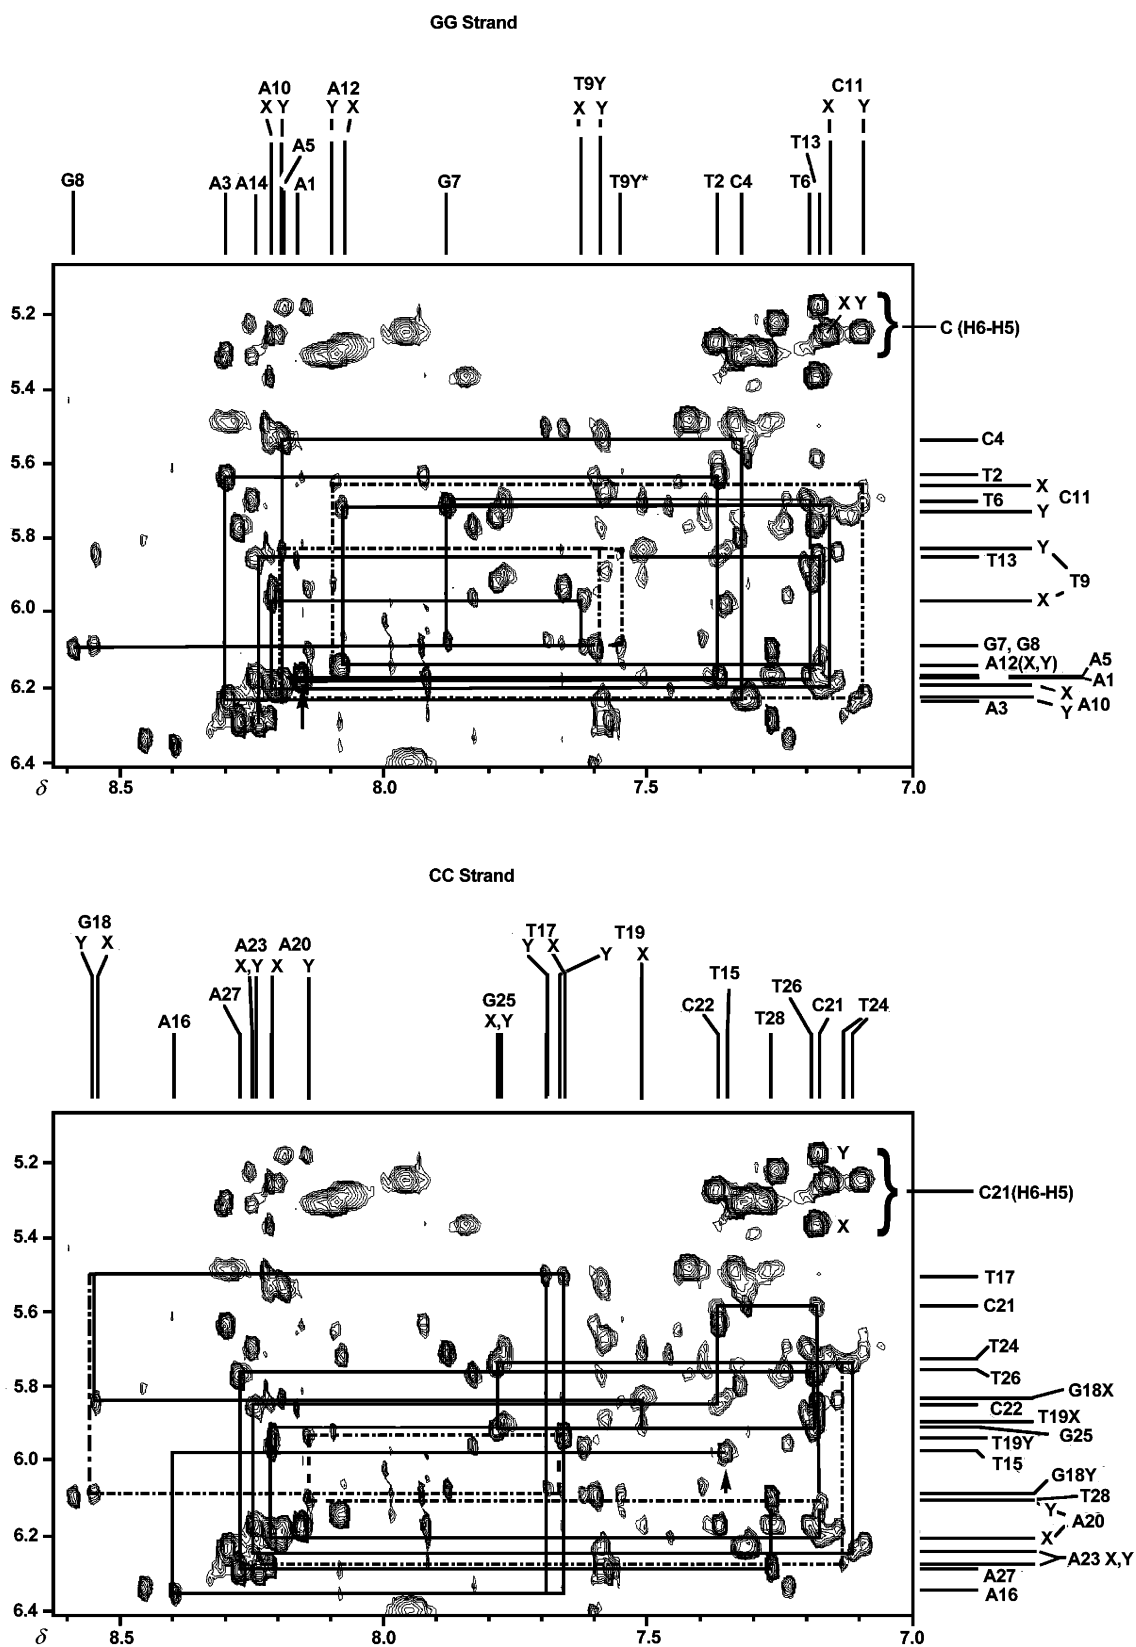 GG Strand
A10 A12 T9Y C11
X Y Y X X Y X Y
A5 T13
G8 A3 A14 A1 G7 T9Y* T2 C4 T6
5.2 X Y C (H6-H5)
5.4
C4
5.6 T2
X
T6 C11
Y
5.8 Y
T13
T9
6.0 X
G7, G8
A12(X,Y) A5
A1
6.2 X
A3 Y A10
6.4
δ 8.5 8.0 7.5 7.0
CC Strand
G18 T17 T19
Y X A23 A20 Y X Y X
X,Y X Y
A27 G25 T15 T26
A16 X,Y C22 T28 C21 T24
5.2 Y
C21(H6-H5)
5.4 X
T17
5.6 C21
T24
5.8 T26
G18X
C22
T19X
G25
6.0 T19Y
T15
G18Y
T28
Y
A20
6.2 X
A23 X,Y
A27
6.4 A16
δ 8.5 8.0 7.5 7.0